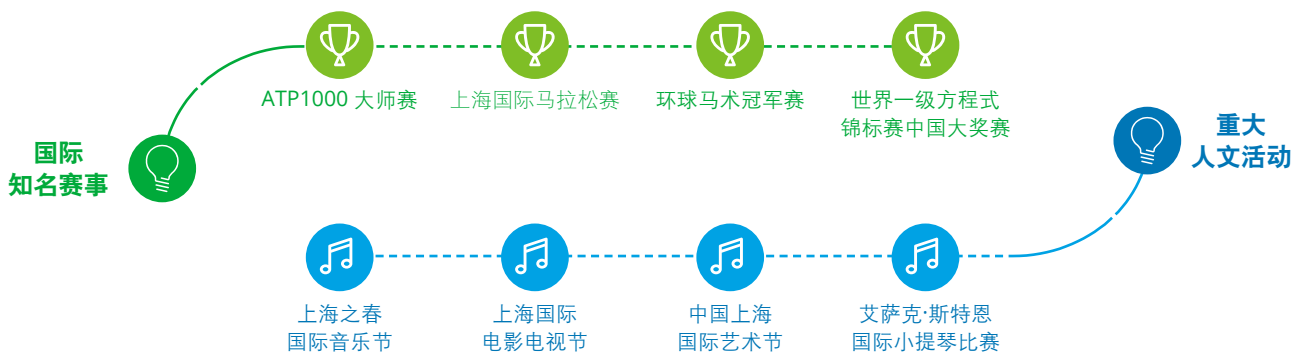 国际
知名赛事
ATP1000 大师赛
上海国际马拉松赛
环球马术冠军赛
世界一级方程式
锦标赛中国大奖赛
重大
人文活动
上海之春
国际音乐节
上海国际
电影电视节
中国上海
国际艺术节
艾萨克·斯特恩
国际小提琴比赛